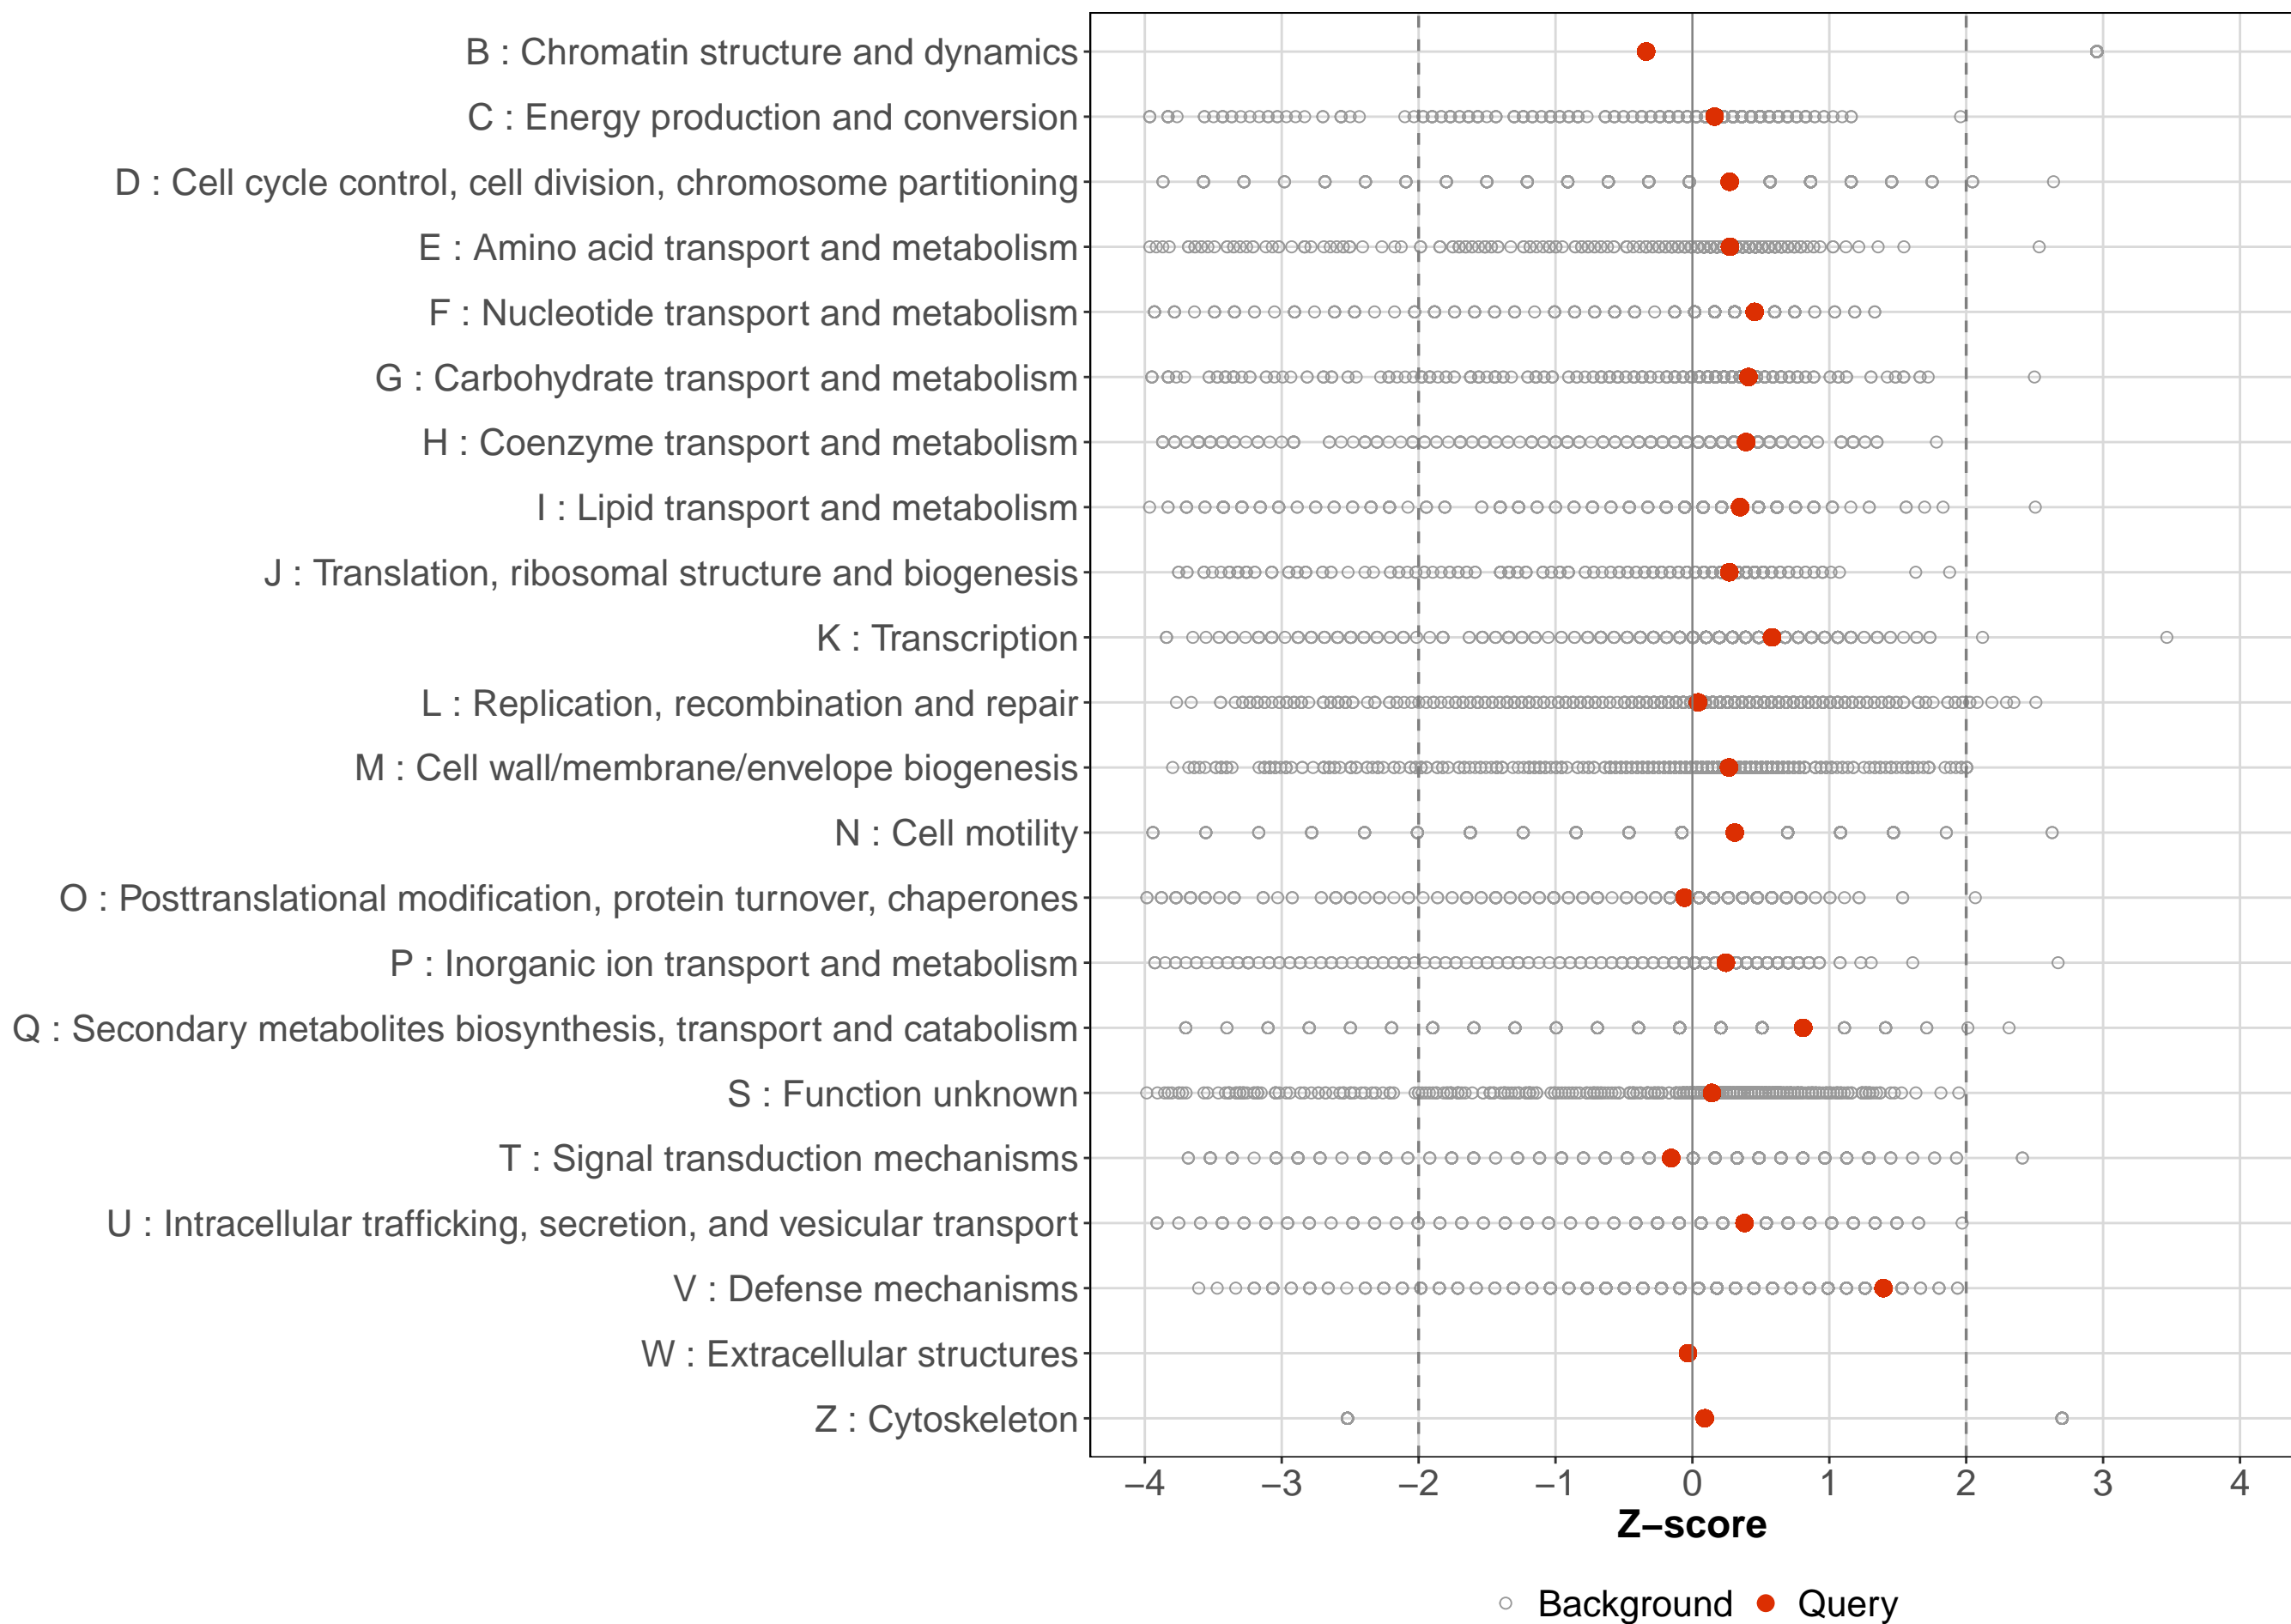 B : Chromatin structure and dynamics
C : Energy production and conversion
D : Cell cycle control, cell division, chromosome partitioning
E : Amino acid transport and metabolism
F : Nucleotide transport and metabolism
G : Carbohydrate transport and metabolism
H : Coenzyme transport and metabolism
I : Lipid transport and metabolism
J : Translation, ribosomal structure and biogenesis
K : Transcription
L : Replication, recombination and repair
M : Cell wall/membrane/envelope biogenesis
N : Cell motility
O : Posttranslational modification, protein turnover, chaperones
P : Inorganic ion transport and metabolism
Q : Secondary metabolites biosynthesis, transport and catabolism
S : Function unknown
T : Signal transduction mechanisms
U : Intracellular trafficking, secretion, and vesicular transport
V : Defense mechanisms
W : Extracellular structures
Z : Cytoskeleton
−4 −3 −2 −1 0 1 2 3 4
Z−score
Background Query